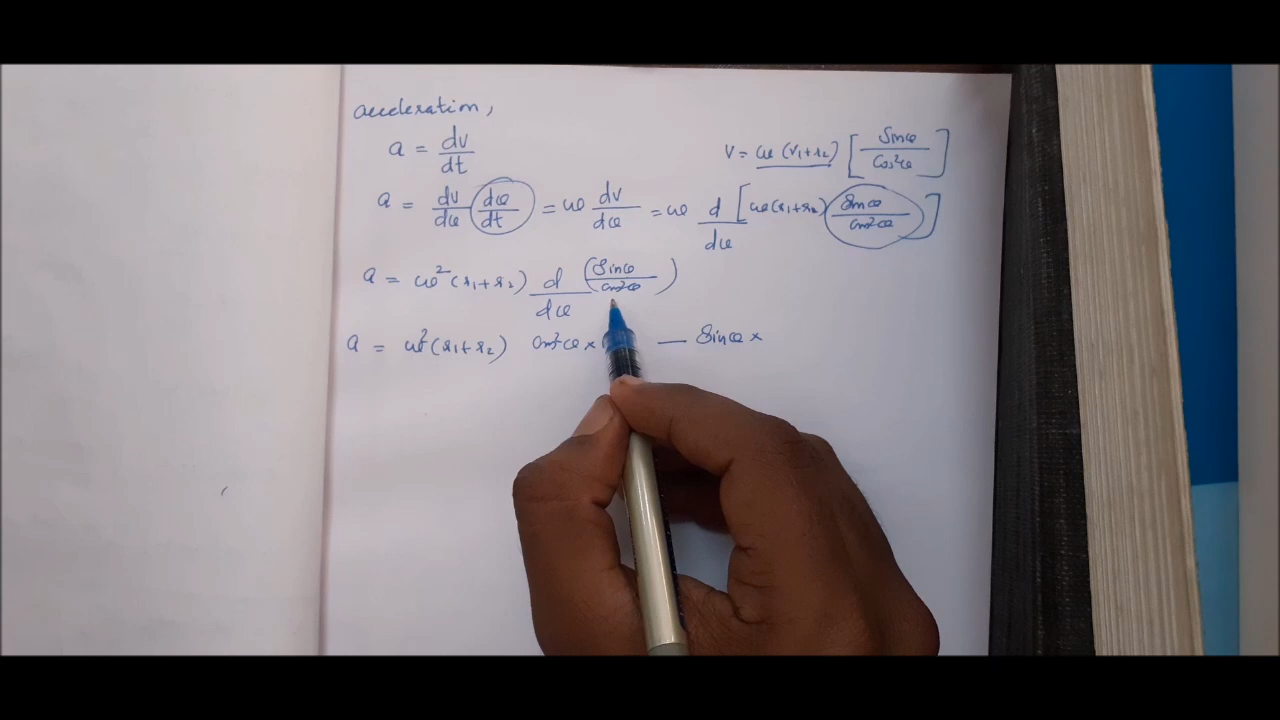 acceleration,
a = dv/dt
V = ω (r₁+r₂) [Sinθ/Cos²θ]
a = dv/dθ dθ/dt = ω dv/dθ = ω d/dθ [ω(r₁+r₂) Sinθ/cos²θ]
a = ω² (r₁+r₂) d/dθ (Sinθ/cos²θ)
a = ω² (r₁+r₂) cos²θ × — Sinθ ×